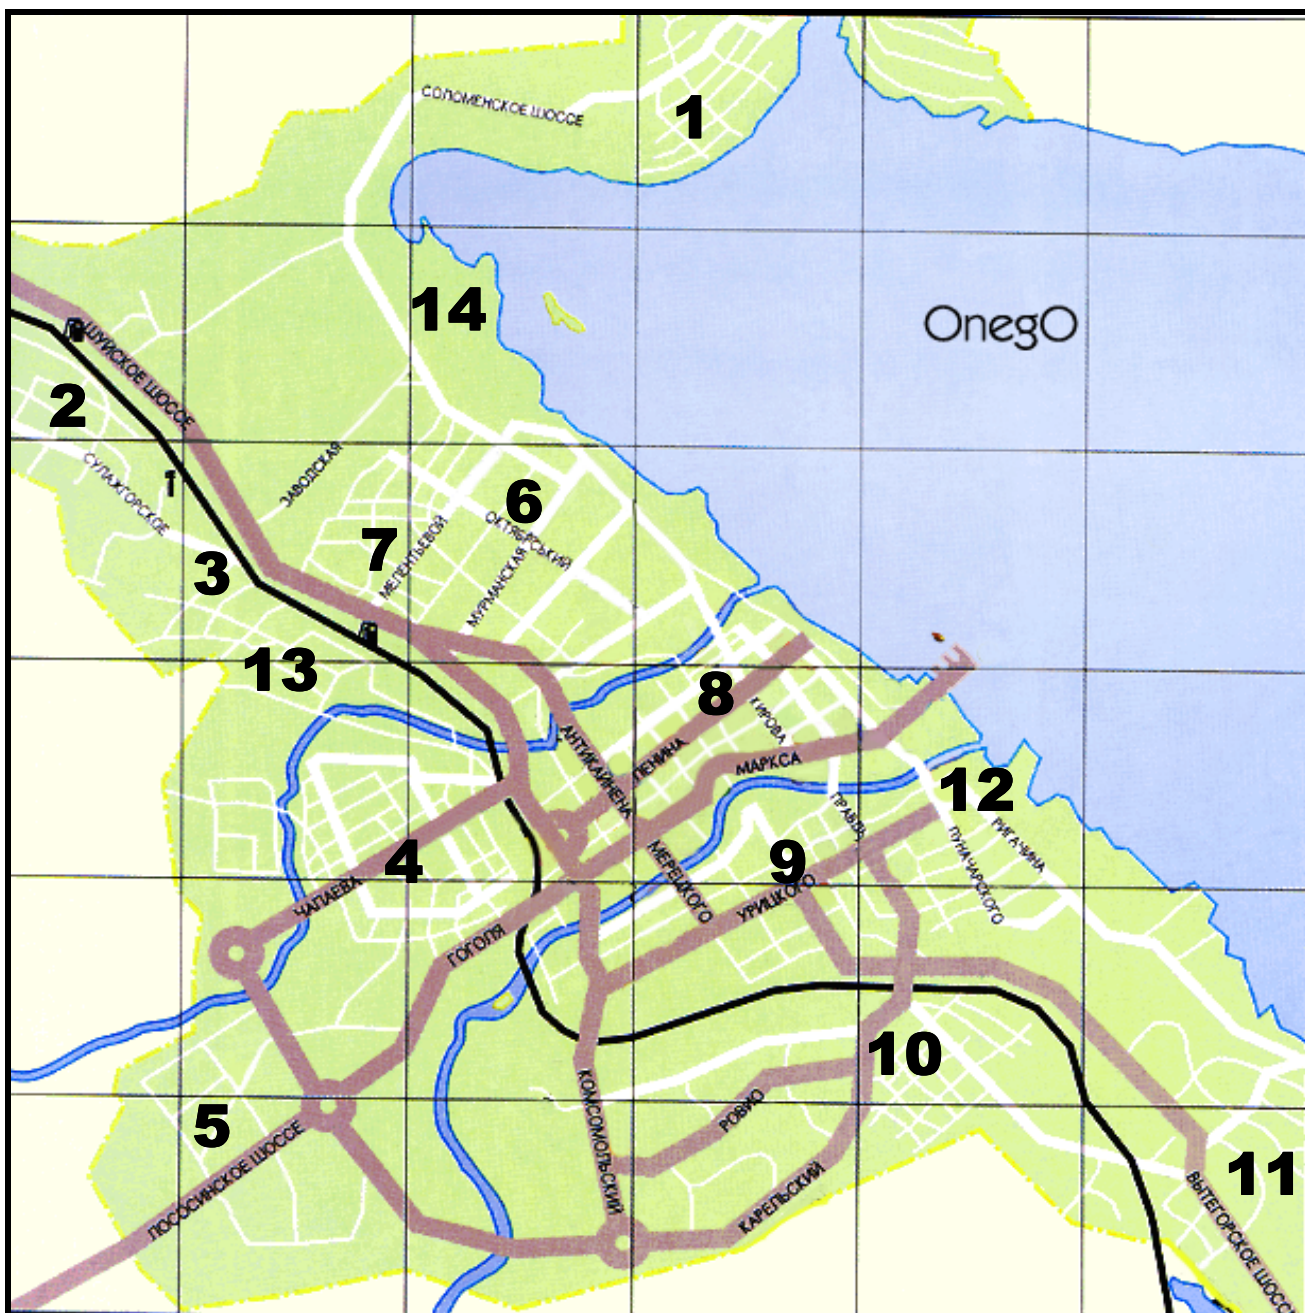 СОЛОМЕНСКОЕ ШОССЕ
1
14
OnegO
ШУЙСКОЕ ШОССЕ
2
СУЛАЖГОРСКОЕ
1
ЗАВОДСКАЯ
6
ОКТЯБРЬСКИЙ
7
МЕЛЕНТЬЕВОЙ
МУРМАНСКАЯ
3
13
8
КИРОВА
АНТИКАЙНЕНА
ЛЕНИНА
МАРКСА
12
ПРАВДЫ
РИГАЧИНА
ЛУНАЧАРСКОГО
4
9
МЕРЕЦКОГО
ЧАПАЕВА
УРИЦКОГО
ГОГОЛЯ
10
КОМСОМОЛЬСКИЙ
РОВИО
5
ЛОСОСИНСКОЕ ШОССЕ
КАРЕЛЬСКИЙ
11
ВЫТЕГОРСКОЕ ШОССЕ